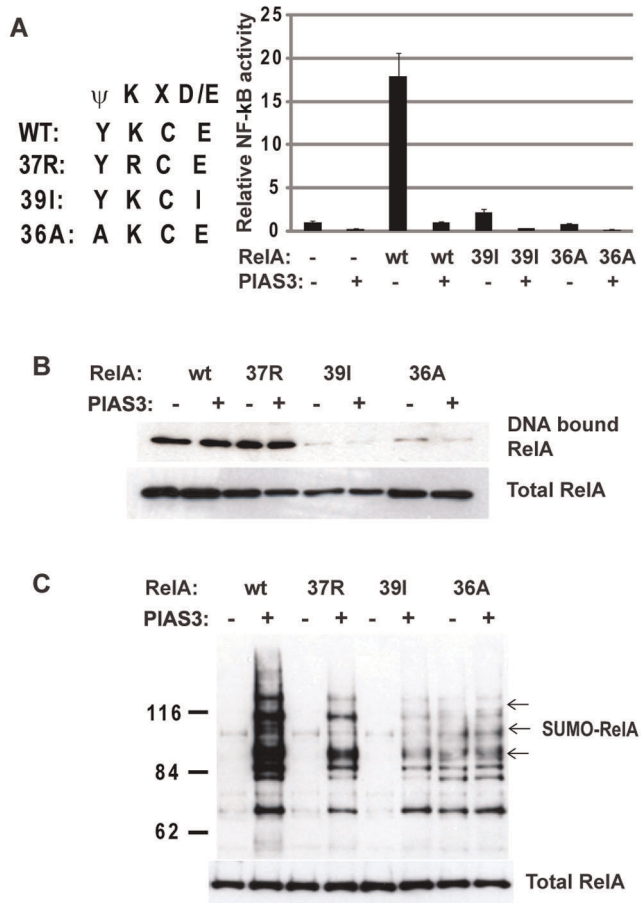 A
ψ K X D/E
WT: Y K C E
37R: Y R C E
39I: Y K C I
36A: A K C E
Relative NF-kB activity
25
20
15
10
5
0
RelA: - - wt wt 39I 39I 36A 36A
PIAS3: - + - + - + - +
B
RelA: wt 37R 39I 36A
PIAS3: - + - + - + - +
DNA bound
RelA
Total RelA
C
RelA: wt 37R 39I 36A
PIAS3: - + - + - + - +
116
84
62
SUMO-RelA
Total RelA